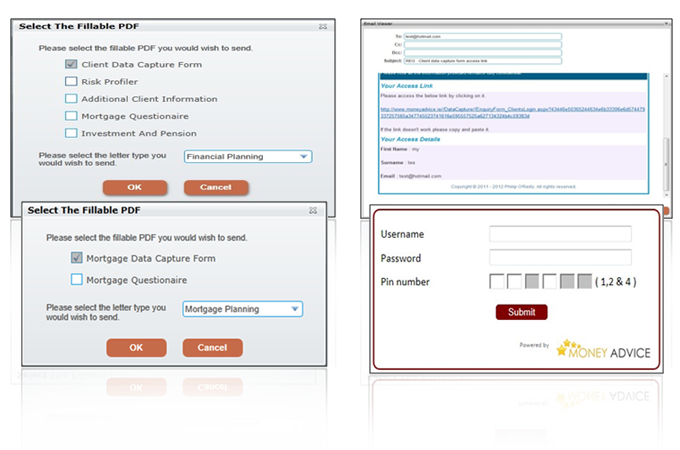 Select The Fillable PDF
Please select the fillable PDF you would wish to send.
Client Data Capture Form
Risk Profiler
Additional Client Information
Mortgage Questionaire
Investment And Pension
Please select the letter type you
would wish to send.
Financial Planning
OK
Cancel
Select The Fillable PDF
Please select the fillable PDF you would wish to send.
Mortgage Data Capture Form
Mortgage Questionaire
Please select the letter type you
would wish to send.
Mortgage Planning
OK
Cancel
Email Viewer
To: test@hotmail.com
Cc:
Bcc:
Subject: REG : Client data capture form access link
Your Access Link
Please access the below link by clicking on it.
If the link doesn't work please copy and paste it.
Your Access Details
First Name : my
Surname : tes
Email : test@hotmail.com
Copyright © 2011 - 2012 Philip O'Reilly. All rights reserved.
Username
Password
Pin number
( 1,2 & 4 )
Submit
Powered by
MONEY ADVICE